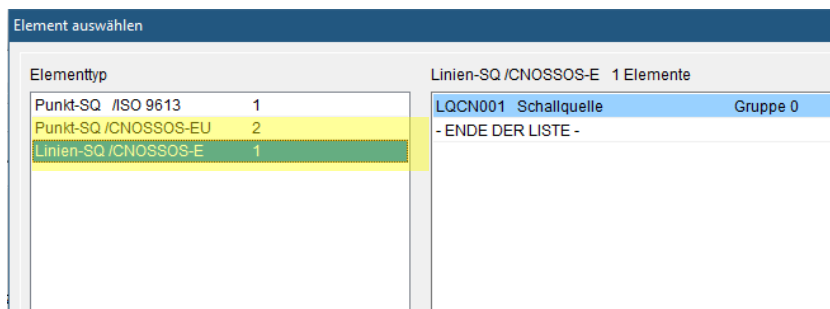 Element auswählen
Elementtyp
Punkt-SQ /ISO 9613 1
Punkt-SQ /CNOSSOS-EU 2
Linien-SQ /CNOSSOS-E 1
Linien-SQ /CNOSSOS-E 1 Elemente
LQCN001 Schallquelle Gruppe 0
- ENDE DER LISTE -